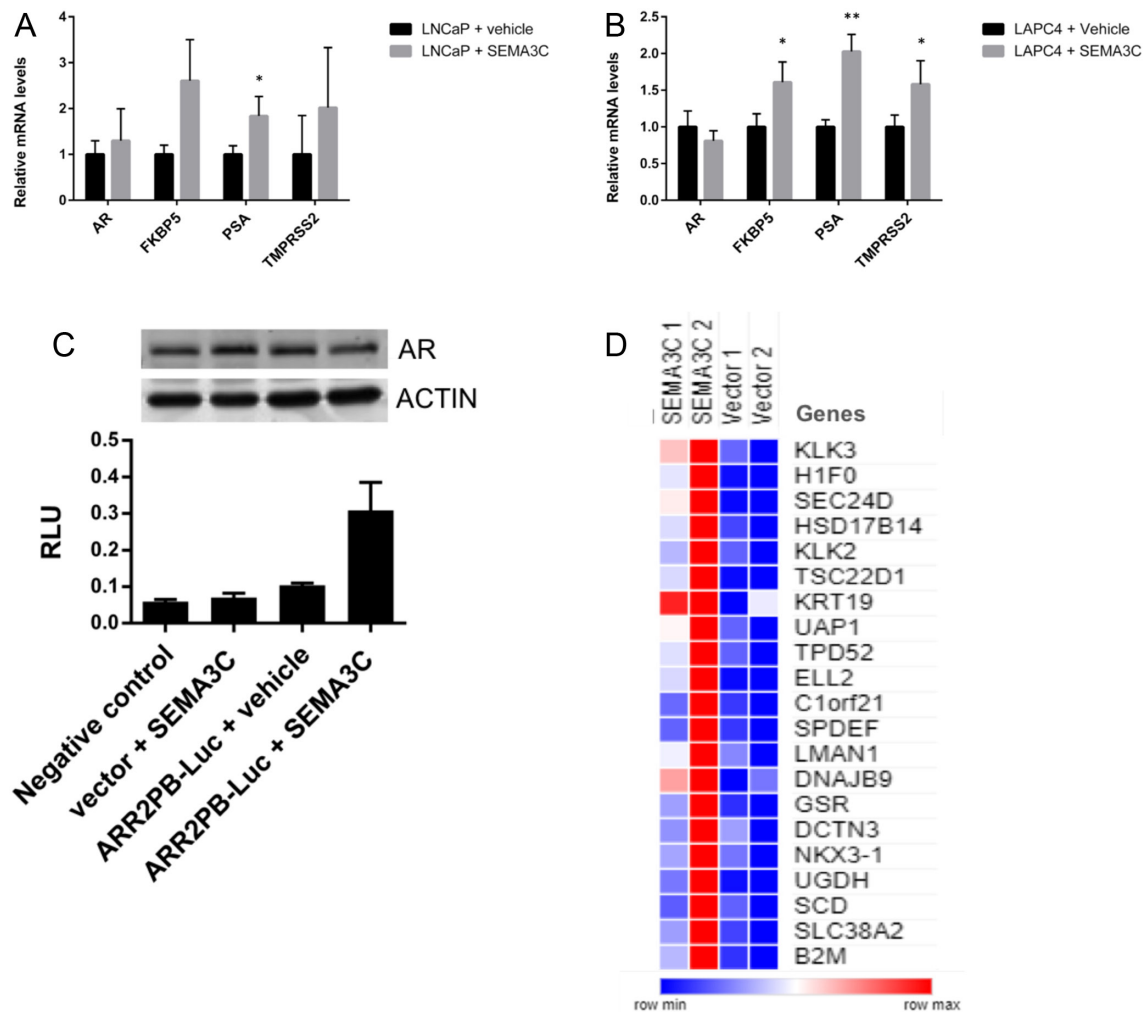 A
Relative mRNA levels
4
3
2
1
0
*
AR
FKBP5
PSA
TMPRSS2
LNCaP + vehicle
LNCaP + SEMA3C
B
Relative mRNA levels
2.5
2.0
1.5
1.0
0.5
0.0
*
**
*
AR
FKBP5
PSA
TMPRSS2
LAPC4 + Vehicle
LAPC4 + SEMA3C
C
AR
ACTIN
RLU
0.5
0.4
0.3
0.2
0.1
0.0
Negative control
vector + SEMA3C
ARR2PB-Luc + vehicle
ARR2PB-Luc + SEMA3C
D
SEMA3C 1
SEMA3C 2
Vector 1
Vector 2
Genes
KLK3
H1F0
SEC24D
HSD17B14
KLK2
TSC22D1
KRT19
UAP1
TPD52
ELL2
C1orf21
SPDEF
LMAN1
DNAJB9
GSR
DCTN3
NKX3-1
UGDH
SCD
SLC38A2
B2M
row min
row max